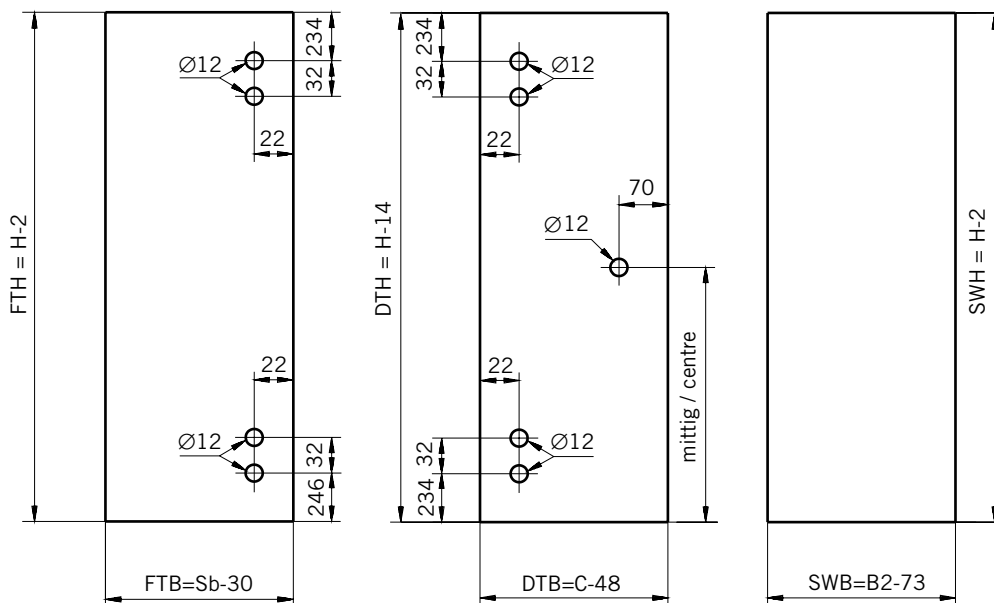 FTH = H-2
234
32
Ø12
22
22
Ø12
32
246
FTB=Sb-30
DTH = H-14
234
32
Ø12
22
70
Ø12
22
Ø12
32
234
mittig / centre
DTB=C-48
SWH = H-2
SWB=B2-73